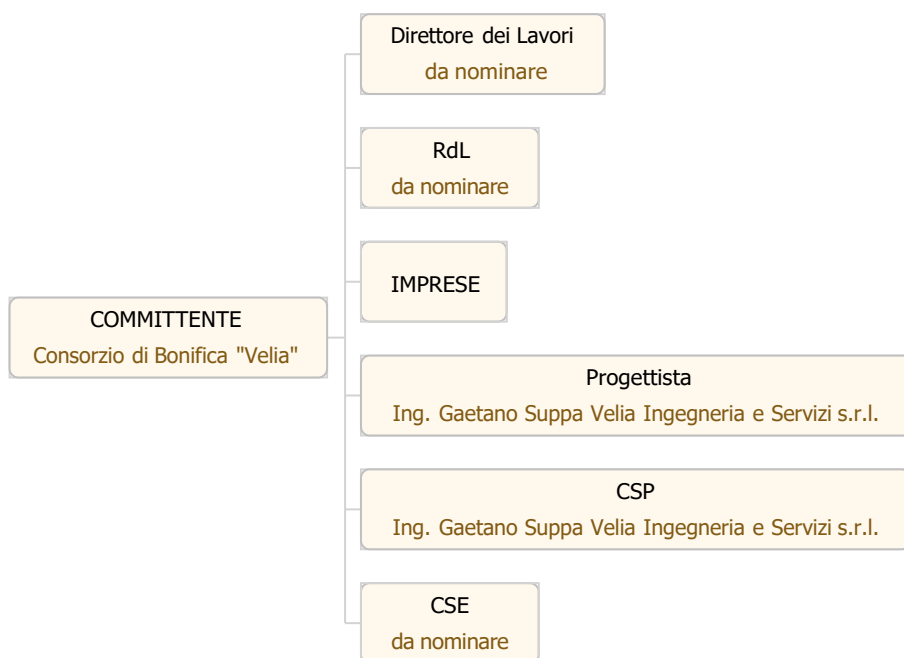 Direttore dei Lavori
da nominare
RdL
da nominare
IMPRESE
COMMITTENTE
Consorzio di Bonifica "Velia"
Progettista
Ing. Gaetano Suppa Velia Ingegneria e Servizi s.r.l.
CSP
Ing. Gaetano Suppa Velia Ingegneria e Servizi s.r.l.
CSE
da nominare